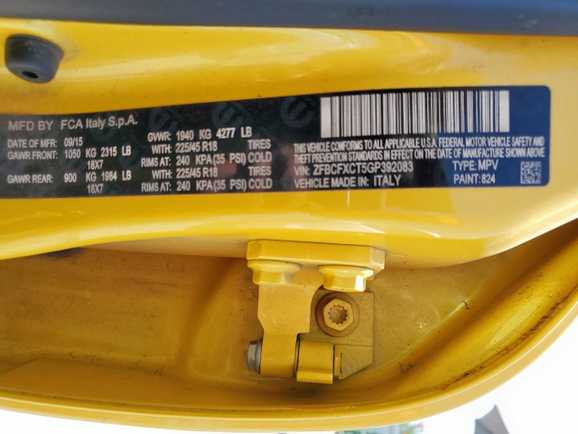 MFD BY FCA Italy S.p.A.
DATE OF MFR: 09/15 GVWR: 1940 KG 4277 LB
GAWR FRONT: 1050 KG 2315 LB WITH: 225/45 R18 TIRES
18X7 RIMS AT: 240 KPA(35 PSI) COLD
GAWR REAR: 900 KG 1984 LB WITH: 225/45 R18 TIRES
18X7 RIMS AT: 240 KPA(35 PSI) COLD
THIS VEHICLE CONFORMS TO ALL APPLICABLE U.S.A. FEDERAL MOTOR VEHICLE SAFETY
STANDARDS IN EFFECT ON THE DATE OF MANUFACTURE SHOWN ABOVE.
VIN: ZFBCFXCT5GP392083 TYPE: MPV
VEHICLE MADE IN: ITALY PAINT: 824